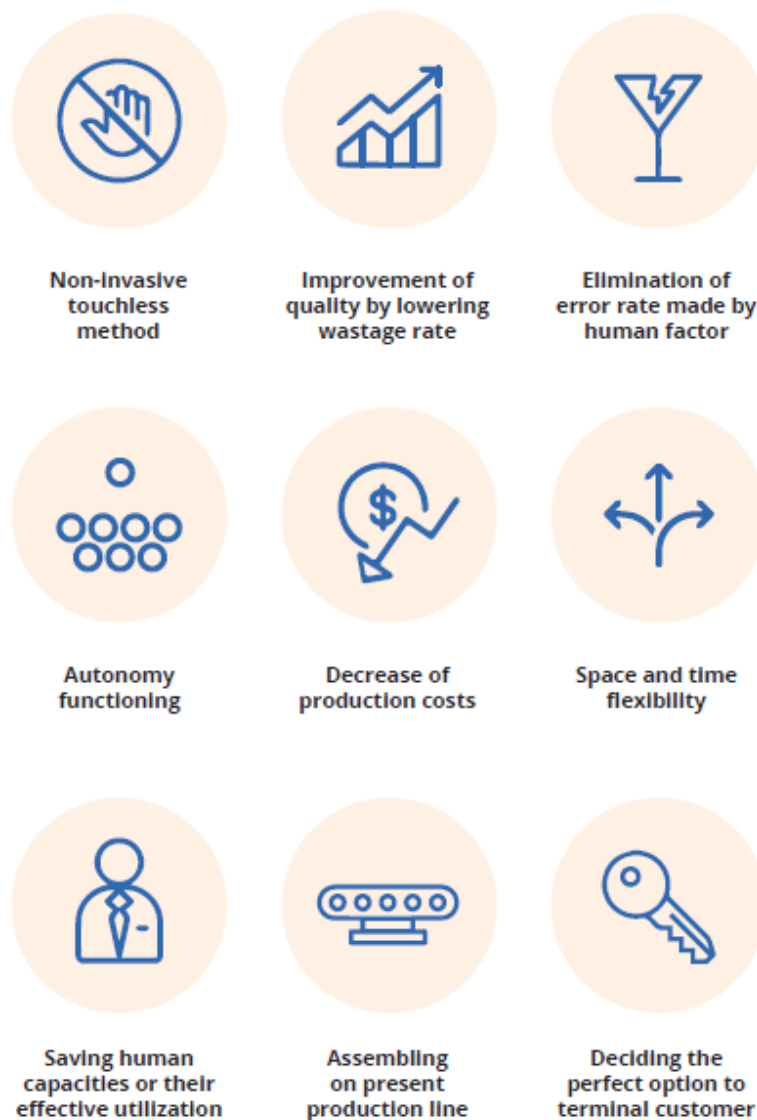 Non-invasive
touchless
method
Improvement of
quality by lowering
wastage rate
Elimination of
error rate made by
human factor
$
Autonomy
functioning
Decrease of
production costs
Space and time
flexibility
Saving human
capacities or their
effective utilization
Assembling
on present
production line
Deciding the
perfect option to
terminal customer